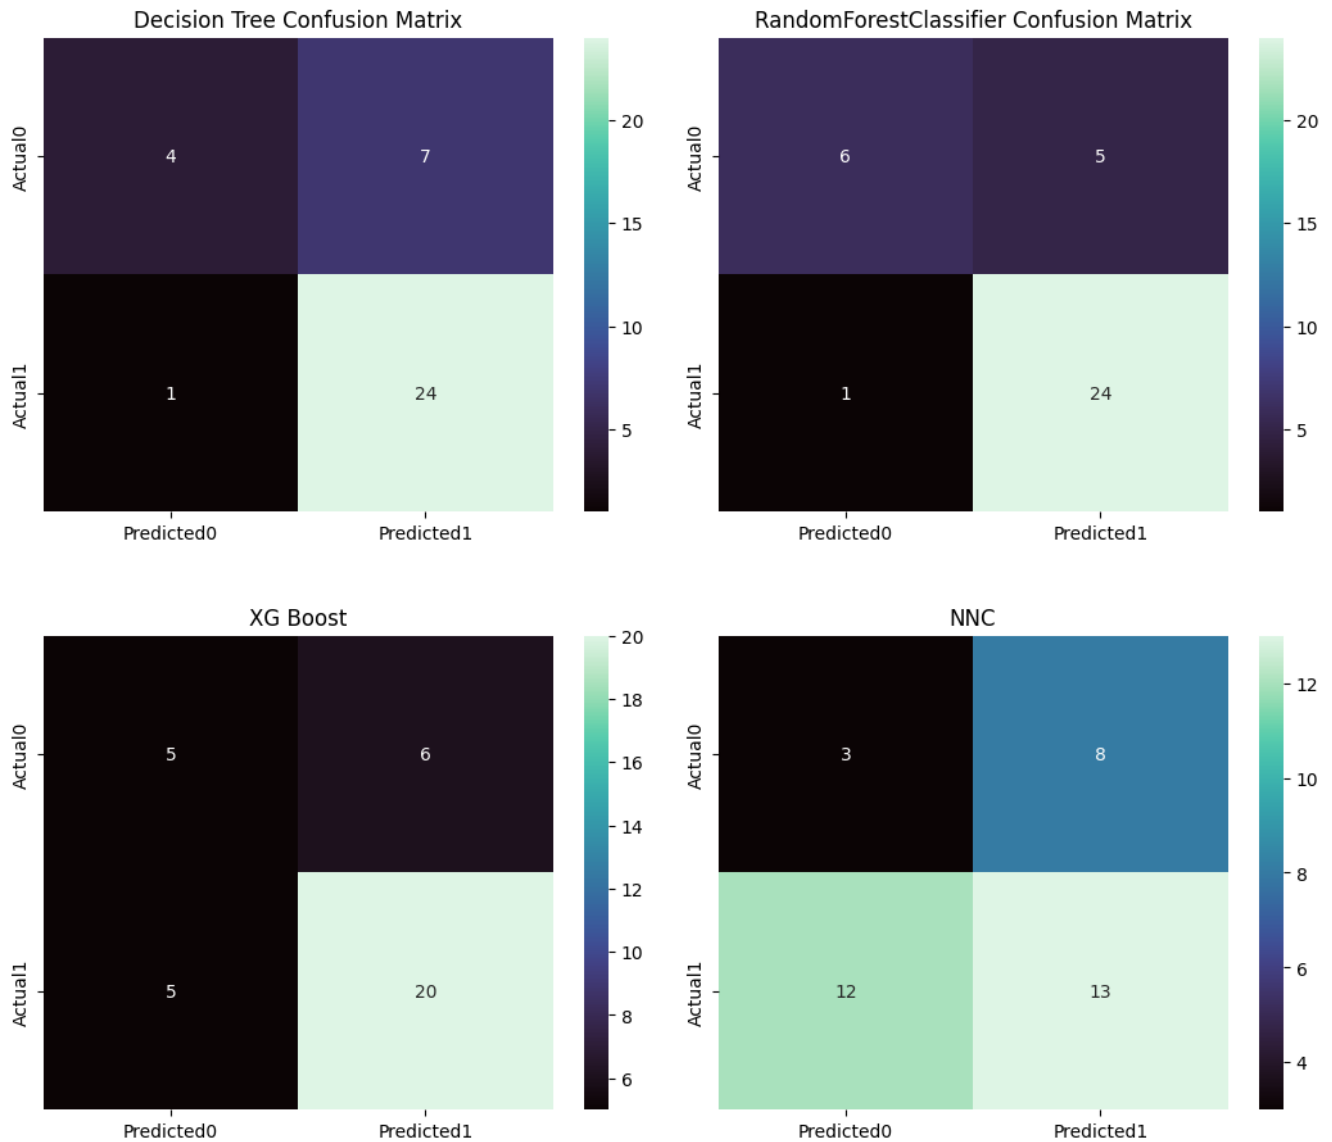 Decision Tree Confusion Matrix
Actual0
Actual1
4
7
1
24
Predicted0
Predicted1
20
15
10
5
RandomForestClassifier Confusion Matrix
Actual0
Actual1
6
5
1
24
Predicted0
Predicted1
20
15
10
5
XG Boost
Actual0
Actual1
5
6
5
20
Predicted0
Predicted1
20
18
16
14
12
10
8
6
NNC
Actual0
Actual1
3
8
12
13
Predicted0
Predicted1
12
10
8
6
4